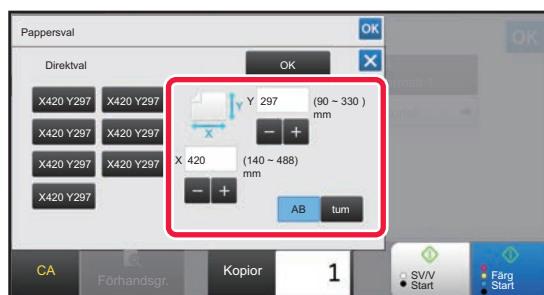 Pappersval
OK
OK
Direktval
OK
X420 Y297
X420 Y297
X420 Y297
X420 Y297
X420 Y297
X420 Y297
X420 Y297
Y
X
Y 297 (90 ~ 330 )
mm
− +
X 420 (140 ~ 488)
mm
− +
AB
tum
CA
Förhandsgr.
Kopior
1
SV/V
Start
Färg
Start